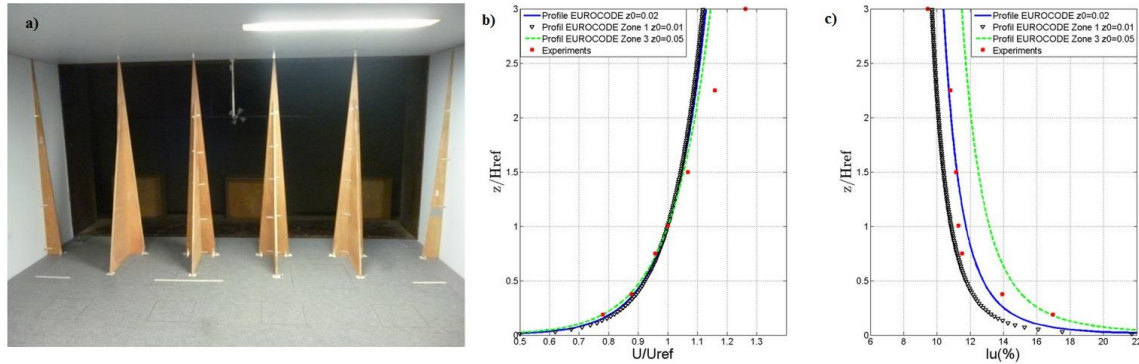 a)
b)
3
2.5
2
1.5
1
0.5
0
z/Href
0.5 0.6 0.7 0.8 0.9 1 1.1 1.2 1.3
U/Uref
Profile EUROCODE z0=0.02
Profil EUROCODE Zone 1 z0=0.01
Profil EUROCODE Zone 3 z0=0.05
Experiments
c)
3
2.5
2
1.5
1
0.5
0
z/Href
8 10 12 14 16 18 20 22
Iu(%)
Profile EUROCODE z0=0.02
Profil EUROCODE Zone 1 z0=0.01
Profil EUROCODE Zone 3 z0=0.05
Experiments